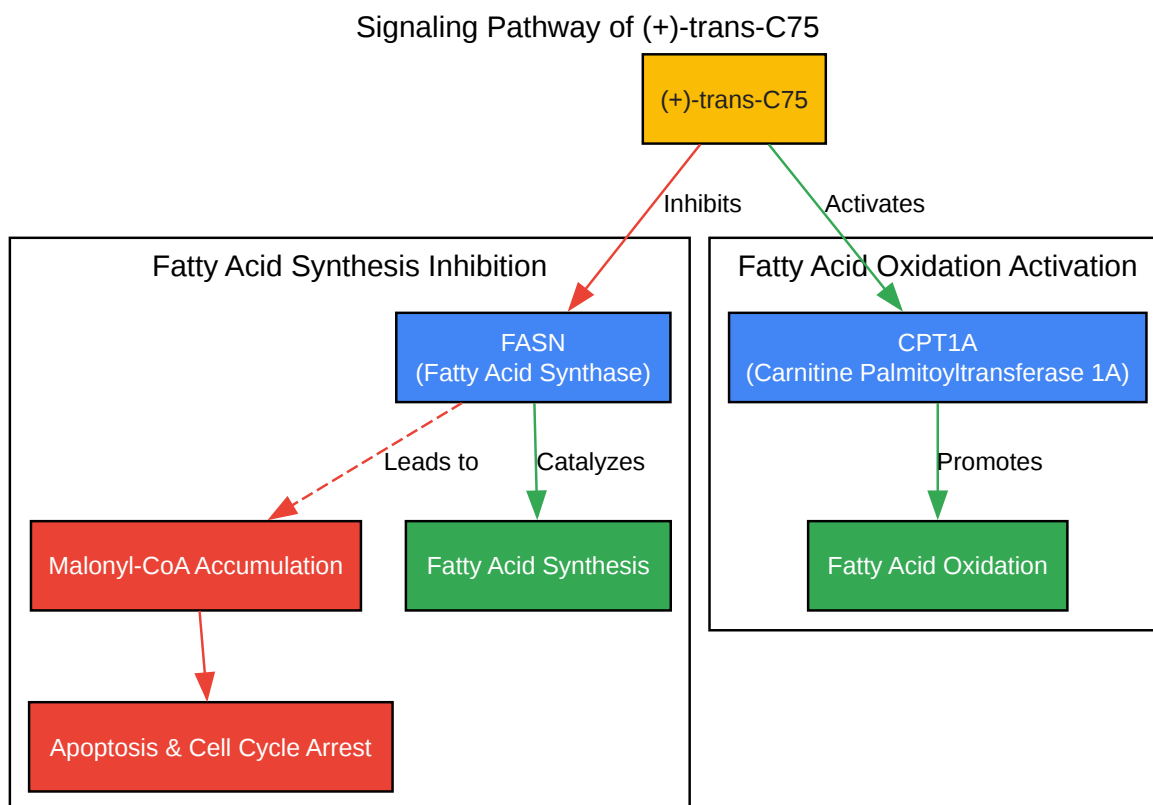 Signaling Pathway of (+)-trans-C75
(+)-trans-C75
Inhibits
Activates
Fatty Acid Synthesis Inhibition
Fatty Acid Oxidation Activation
FASN
(Fatty Acid Synthase)
CPT1A
(Carnitine Palmitoyltransferase 1A)
Leads to
Catalyzes
Promotes
Malonyl-CoA Accumulation
Fatty Acid Synthesis
Fatty Acid Oxidation
Apoptosis & Cell Cycle Arrest